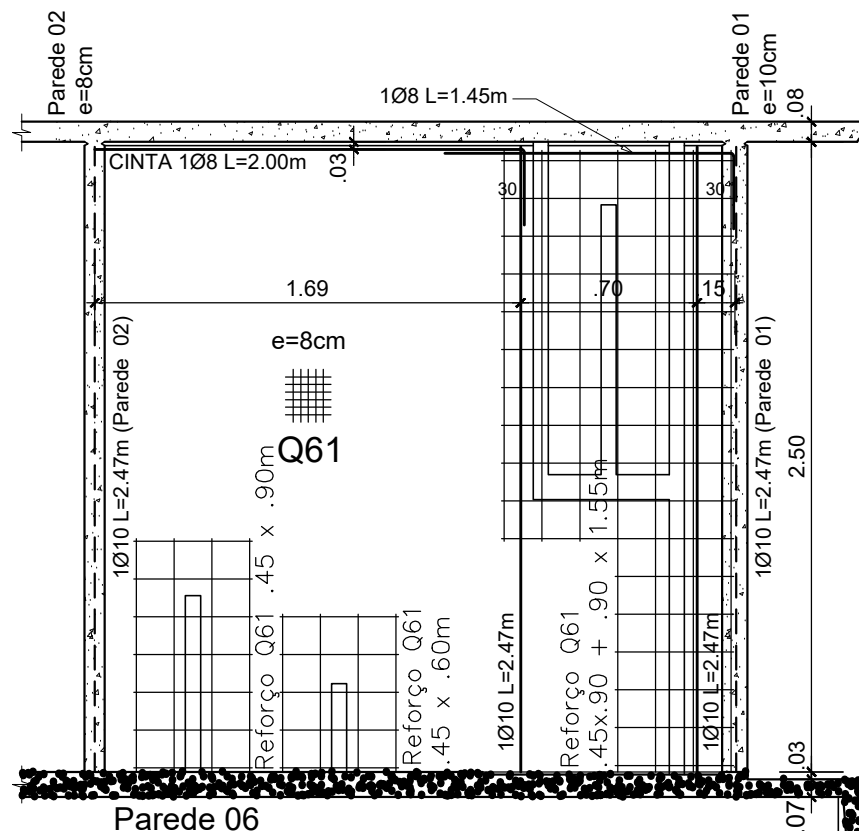 Parede 02
e=8cm
Parede 01
e=10cm
.08
1Ø8 L=1.45m
CINTA 1Ø8 L=2.00m
.03
30
30
1.69
.70
15
e=8cm
Q61
1Ø10 L=2.47m (Parede 02)
1Ø10 L=2.47m (Parede 01)
2.50
Reforço Q61 .45 x .90m
Reforço Q61
.45 x .60m
1Ø10 L=2.47m
Reforço Q61
.45x.90 + .90 x 1.55m
1Ø10 L=2.47m
.03
.07
Parede 06